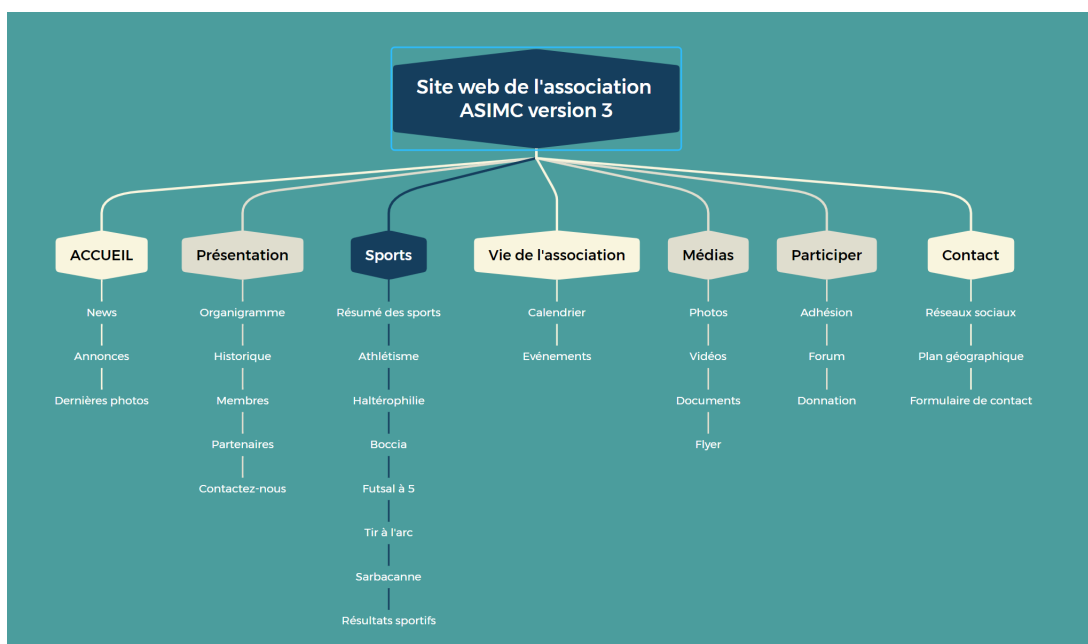 Site web de l'association
ASIMC version 3
ACCUEIL
News
Annonces
Dernières photos
Présentation
Organigramme
Historique
Membres
Partenaires
Contactez-nous
Sports
Résumé des sports
Athlétisme
Haltérophilie
Boccia
Futsal à 5
Tir à l'arc
Sarbacanne
Résultats sportifs
Vie de l'association
Calendrier
Evénements
Médias
Photos
Vidéos
Documents
Flyer
Participer
Adhésion
Forum
Donnation
Contact
Réseaux sociaux
Plan géographique
Formulaire de contact